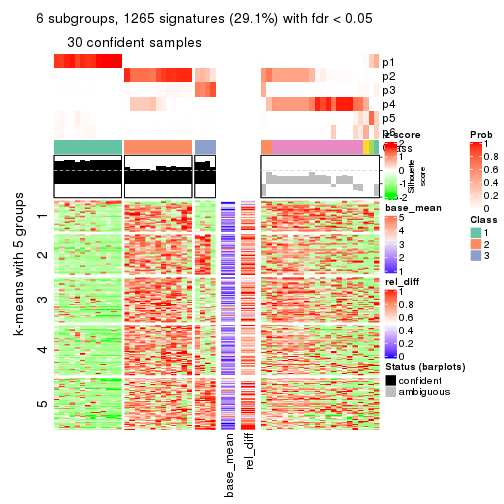 6 subgroups, 1265 signatures (29.1%) with fdr < 0.05
30 confident samples
p1
p2
p3
p4
p5
p6
Class
z score
2
1
0
-1
-2
Silhouette
score
Prob
1
0.8
0.6
0.4
0.2
0
Class
1
2
3
base_mean
5
4
3
2
1
rel_diff
1
0.8
0.6
0.4
0.2
0
Status (barplots)
confident
ambiguous
k-means with 5 groups
1
2
3
4
5
base_mean
rel_diff